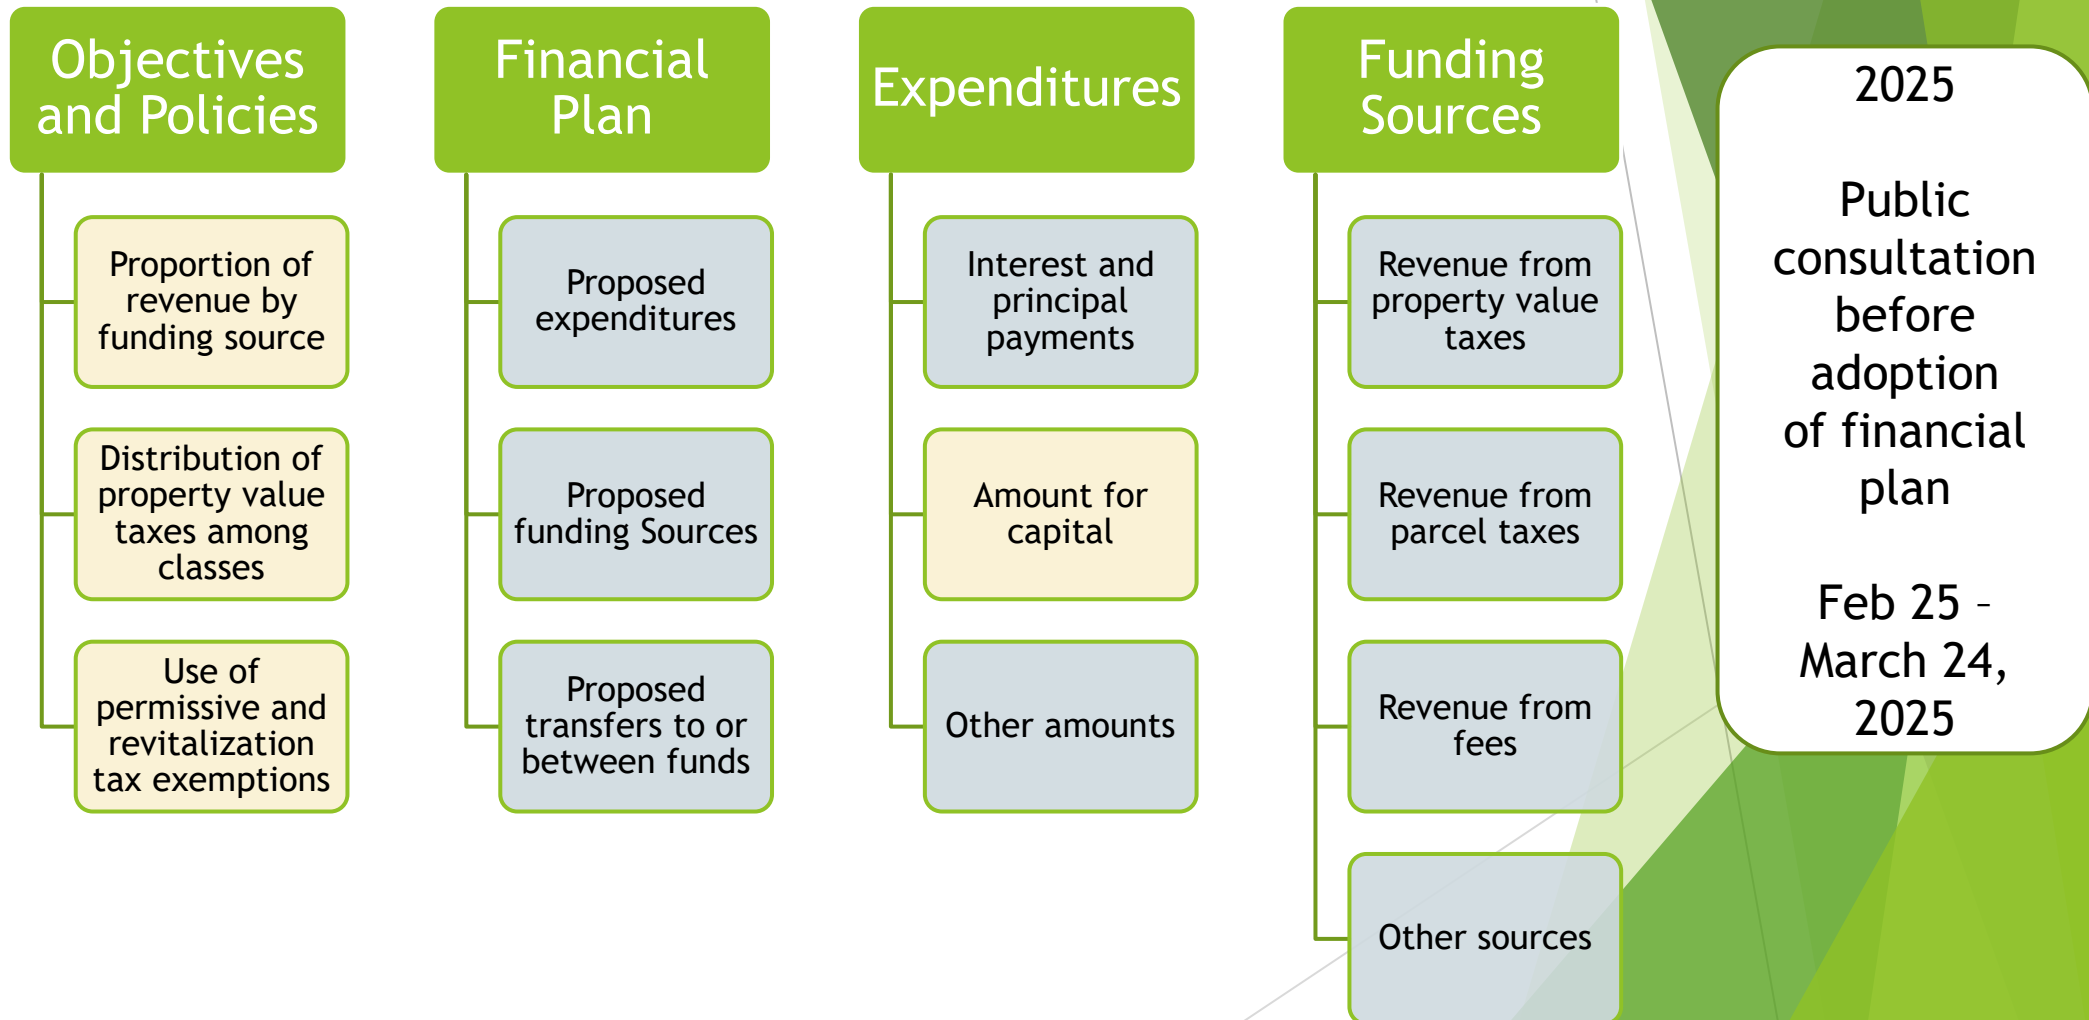 Objectives
and Policies
Proportion of
revenue by
funding source
Distribution of
property value
taxes among
classes
Use of
permissive and
revitalization
tax exemptions
Financial
Plan
Proposed
expenditures
Proposed
funding Sources
Proposed
transfers to or
between funds
Expenditures
Interest and
principal
payments
Amount for
capital
Other amounts
Funding
Sources
Revenue from
property value
taxes
Revenue from
parcel taxes
Revenue from
fees
Other sources
2025
Public
consultation
before
adoption
of financial
plan
Feb 25 –
March 24,
2025